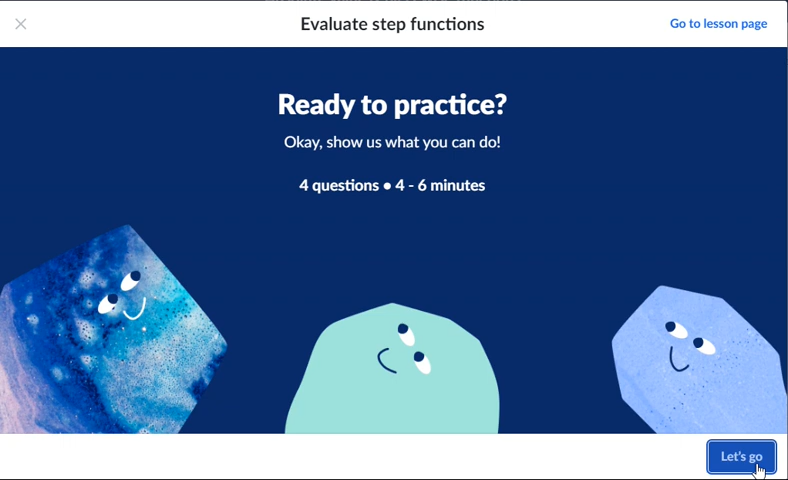 Evaluate step functions
Go to lesson page
Ready to practice?
Okay, show us what you can do!
4 questions • 4 - 6 minutes
Let's go